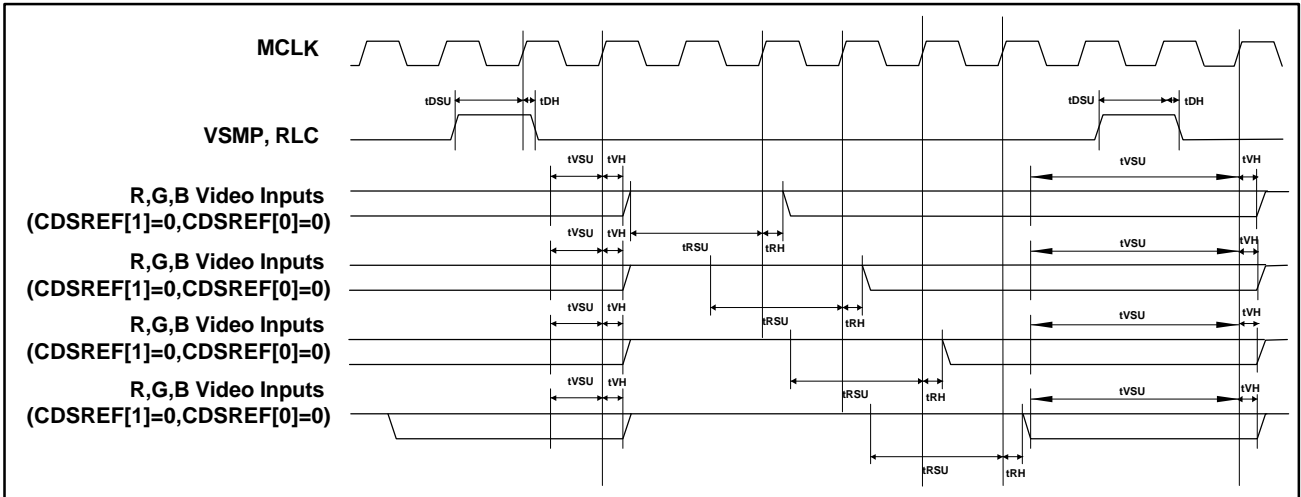 MCLK
tDSU tDH tDSU tDH
VSMP, RLC
tVSU tVH tVSU tVH
R,G,B Video Inputs
(CDSREF[1]=0,CDSREF[0]=0)
tRSU tRH
tVSU tVH tVSU tVH
R,G,B Video Inputs
(CDSREF[1]=0,CDSREF[0]=0)
tRSU tRH
tVSU tVH tVSU tVH
R,G,B Video Inputs
(CDSREF[1]=0,CDSREF[0]=0)
tRSU tRH
tVSU tVH tVSU tVH
R,G,B Video Inputs
(CDSREF[1]=0,CDSREF[0]=0)
tRSU tRH